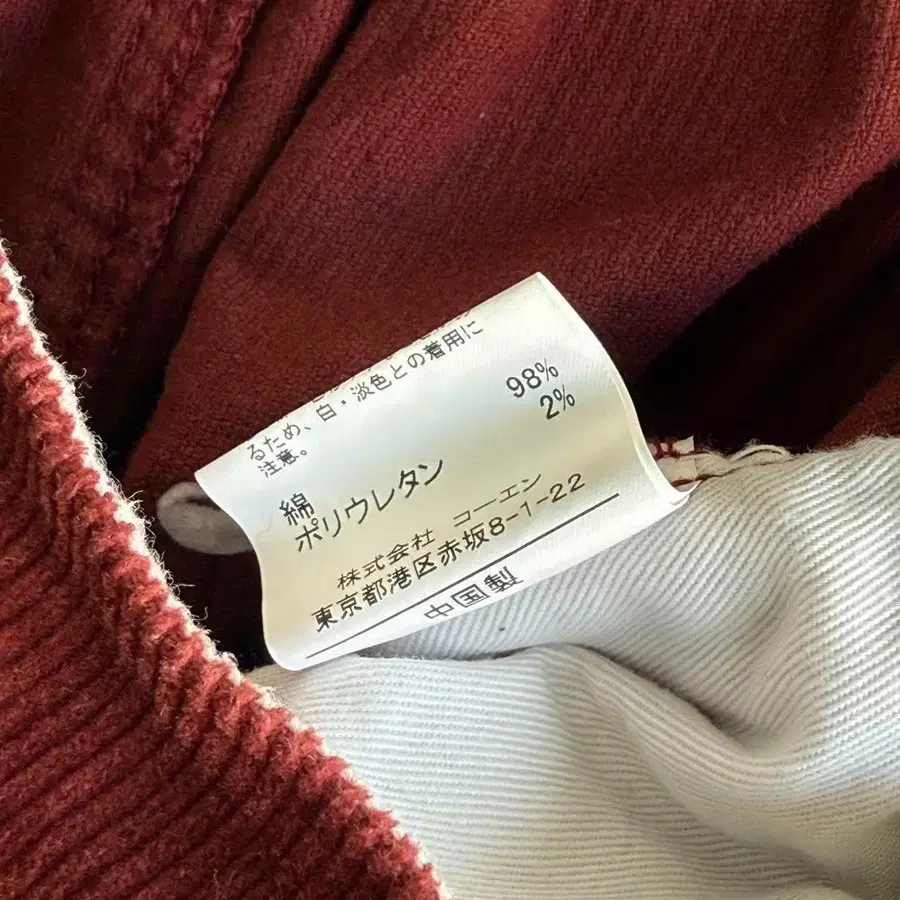 るため、白・淡色との着用に
注意。
綿 98%
ポリウレタン 2%
株式会社 コーエン
東京都港区赤坂8-1-22
中国製